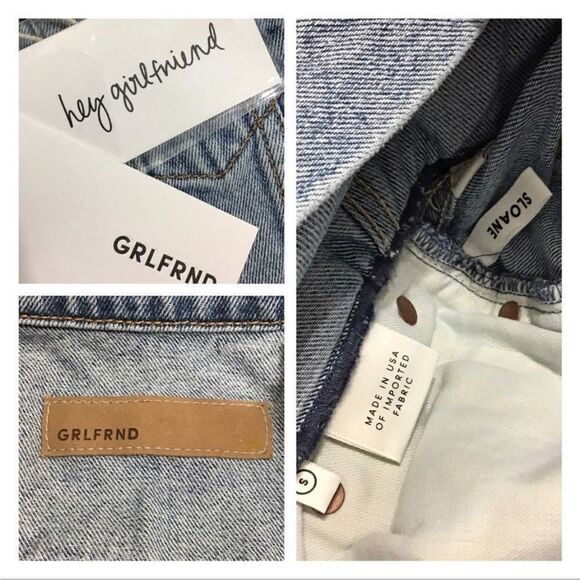 hey girlfriend
GRLFRND
GRLFRND
SLOANE
MADE IN USA
OF IMPORTED
FABRIC
S